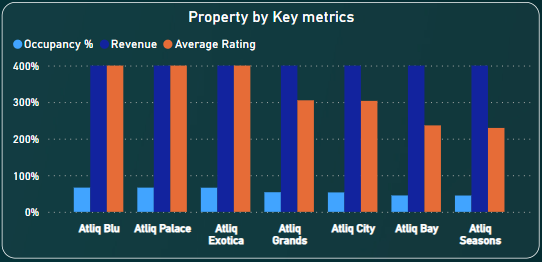 Property by Key metrics
Occupancy % Revenue Average Rating
400%
300%
200%
100%
0%
Atliq Blu Atliq Palace Atliq Atliq Atliq City Atliq Bay Atliq
Exotica Grands Seasons